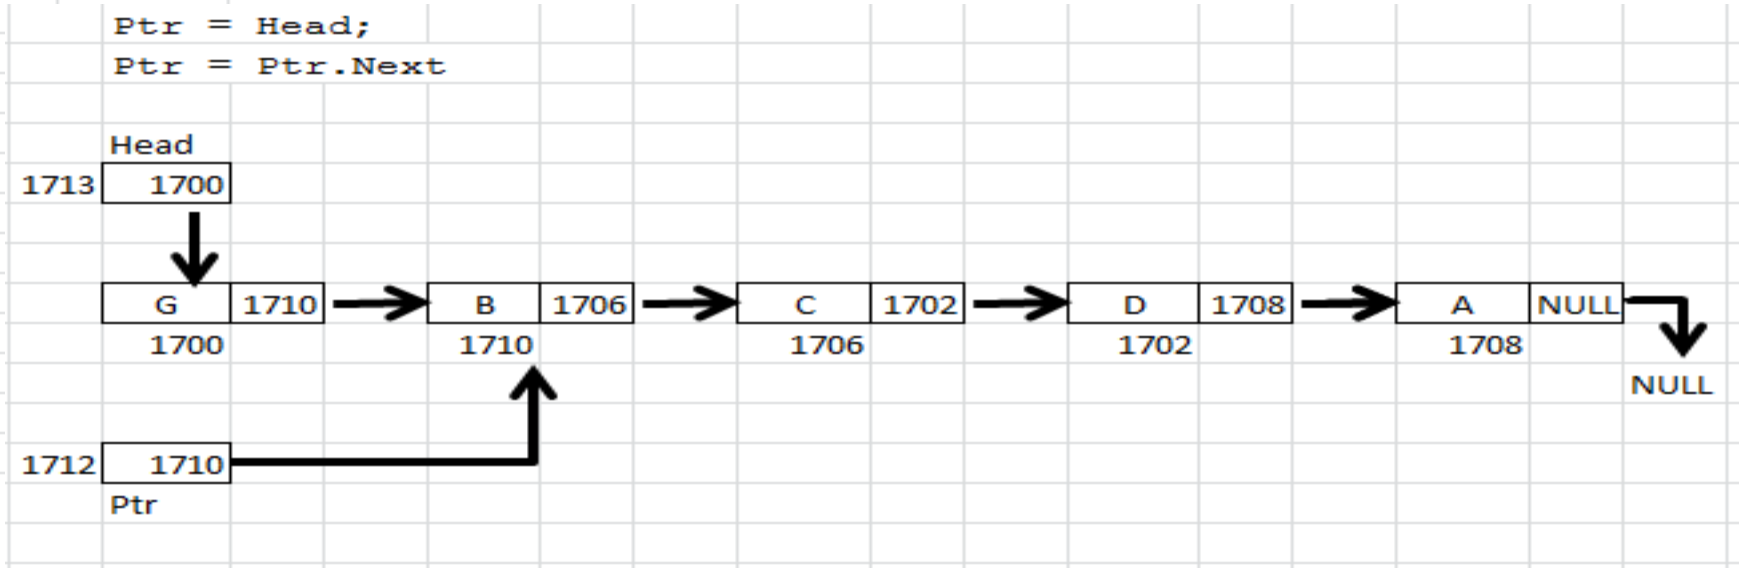 Ptr = Head;
Ptr = Ptr.Next
Head
1713 1700
G 1710 B 1706 C 1702 D 1708 A NULL
1700 1710 1706 1702 1708
NULL
1712 1710
Ptr